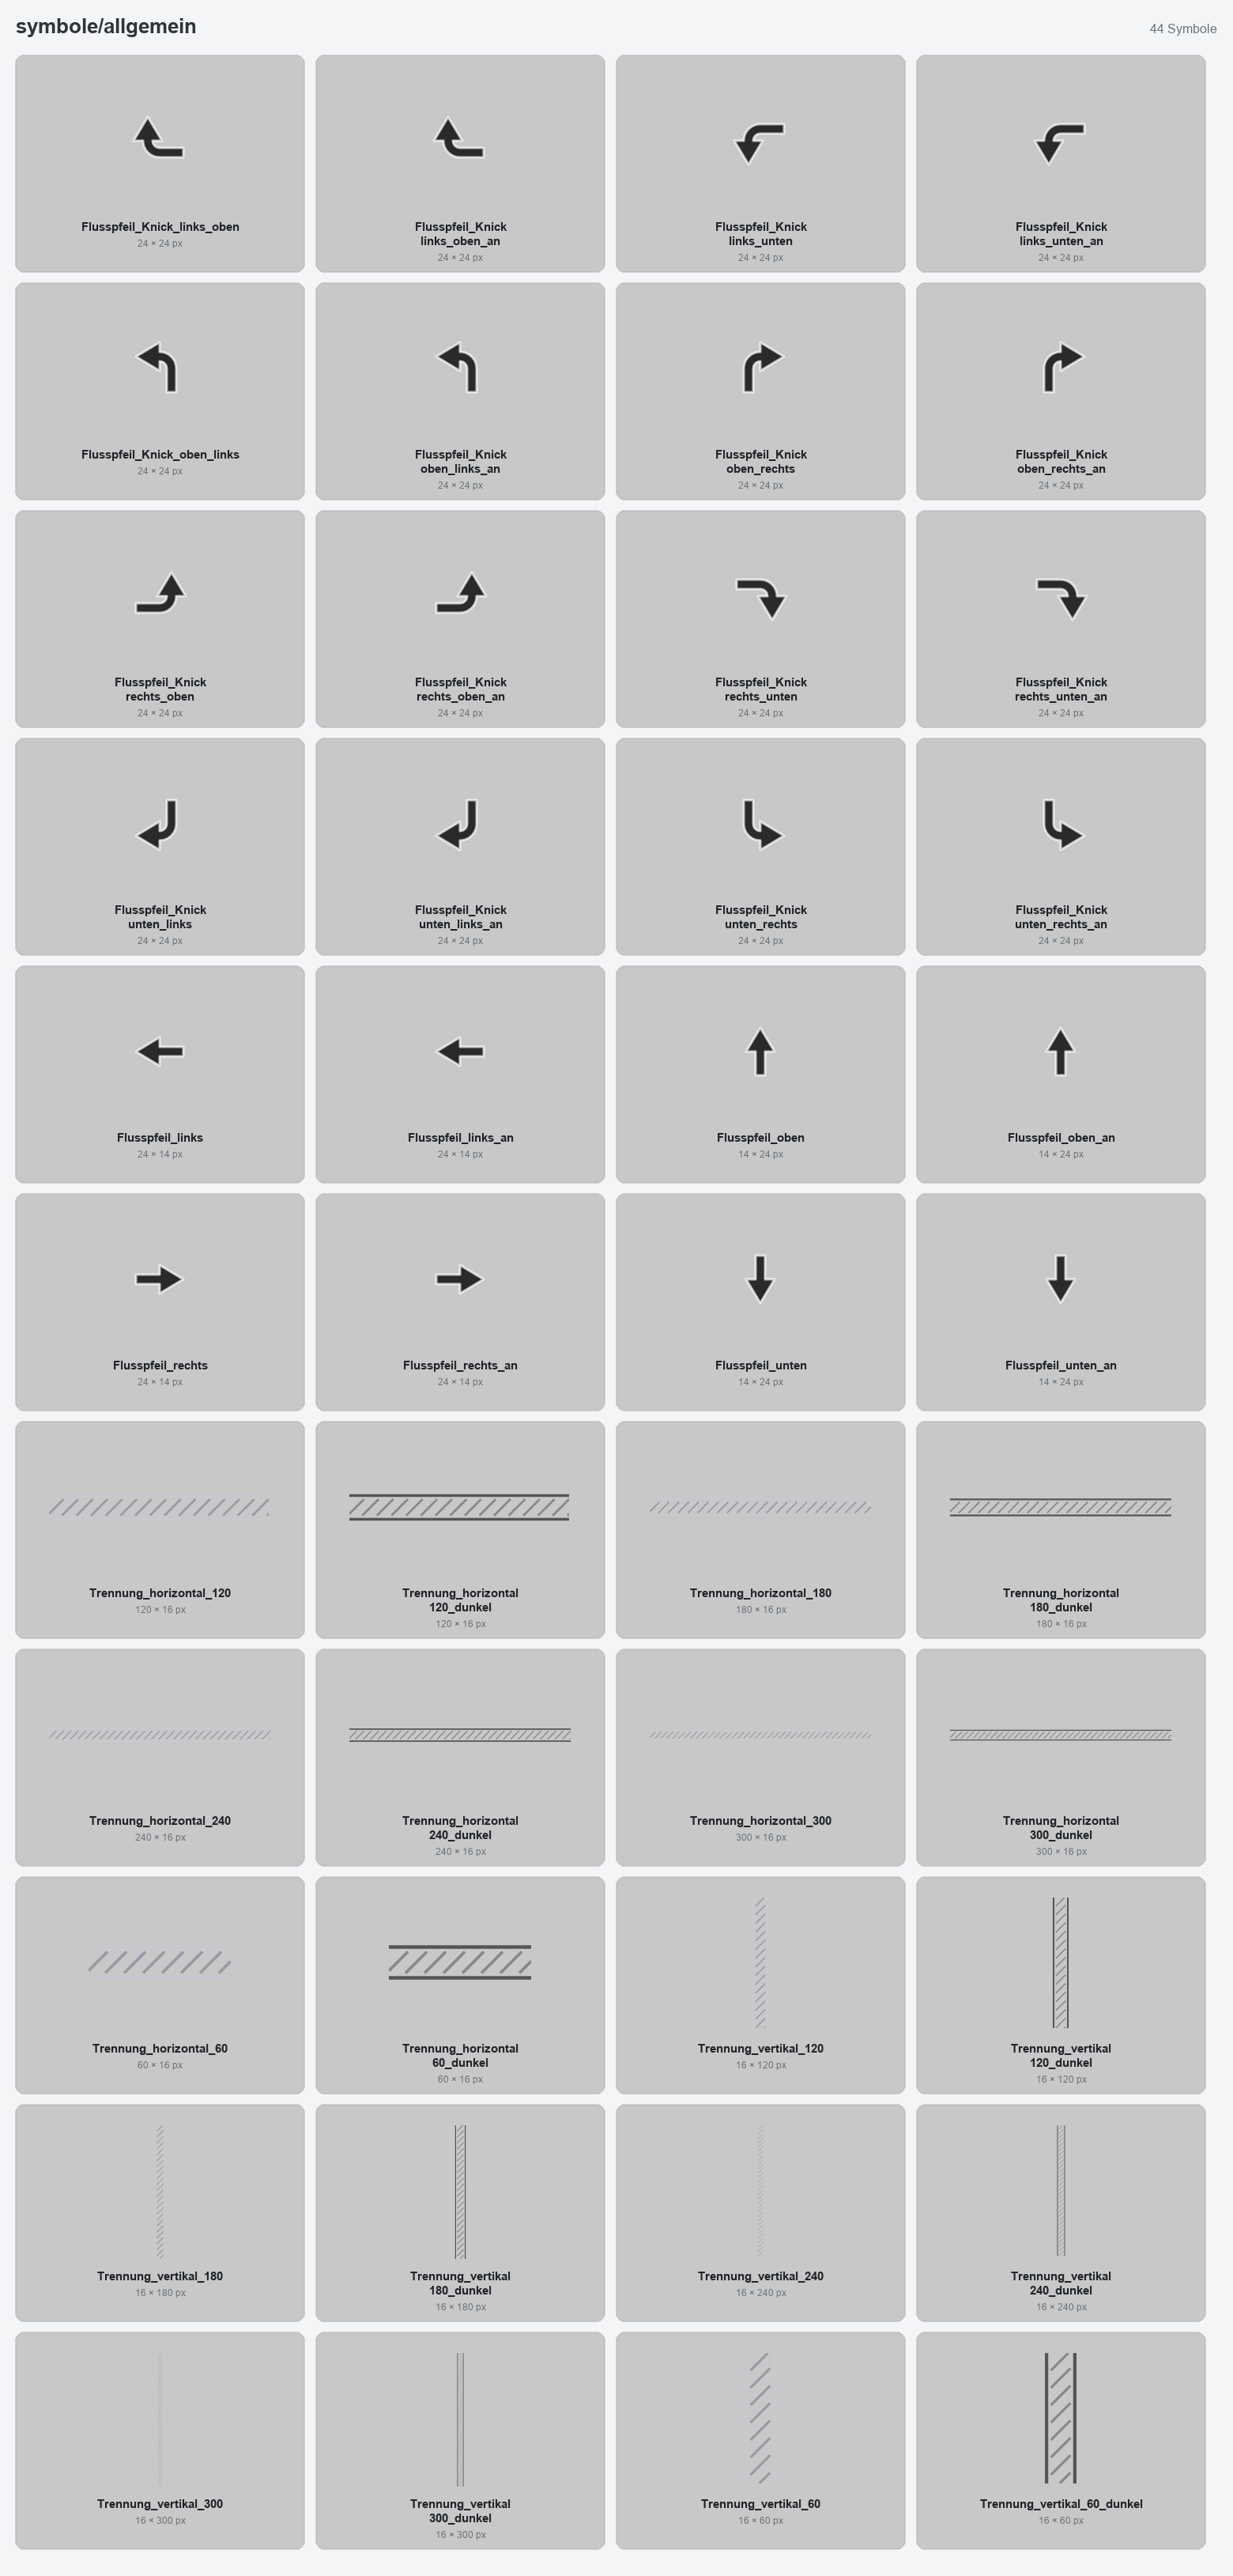 symbole/allgemein
44 Symbole
Flusspfeil_Knick_links_oben
24 × 24 px
Flusspfeil_Knick
links_oben_an
24 × 24 px
Flusspfeil_Knick
links_unten
24 × 24 px
Flusspfeil_Knick
links_unten_an
24 × 24 px
Flusspfeil_Knick_oben_links
24 × 24 px
Flusspfeil_Knick
oben_links_an
24 × 24 px
Flusspfeil_Knick
oben_rechts
24 × 24 px
Flusspfeil_Knick
oben_rechts_an
24 × 24 px
Flusspfeil_Knick
rechts_oben
24 × 24 px
Flusspfeil_Knick
rechts_oben_an
24 × 24 px
Flusspfeil_Knick
rechts_unten
24 × 24 px
Flusspfeil_Knick
rechts_unten_an
24 × 24 px
Flusspfeil_Knick
unten_links
24 × 24 px
Flusspfeil_Knick
unten_links_an
24 × 24 px
Flusspfeil_Knick
unten_rechts
24 × 24 px
Flusspfeil_Knick
unten_rechts_an
24 × 24 px
Flusspfeil_links
24 × 14 px
Flusspfeil_links_an
24 × 14 px
Flusspfeil_oben
14 × 24 px
Flusspfeil_oben_an
14 × 24 px
Flusspfeil_rechts
24 × 14 px
Flusspfeil_rechts_an
24 × 14 px
Flusspfeil_unten
14 × 24 px
Flusspfeil_unten_an
14 × 24 px
Trennung_horizontal_120
120 × 16 px
Trennung_horizontal
120_dunkel
120 × 16 px
Trennung_horizontal_180
180 × 16 px
Trennung_horizontal
180_dunkel
180 × 16 px
Trennung_horizontal_240
240 × 16 px
Trennung_horizontal
240_dunkel
240 × 16 px
Trennung_horizontal_300
300 × 16 px
Trennung_horizontal
300_dunkel
300 × 16 px
Trennung_horizontal_60
60 × 16 px
Trennung_horizontal
60_dunkel
60 × 16 px
Trennung_vertikal_120
16 × 120 px
Trennung_vertikal
120_dunkel
16 × 120 px
Trennung_vertikal_180
16 × 180 px
Trennung_vertikal
180_dunkel
16 × 180 px
Trennung_vertikal_240
16 × 240 px
Trennung_vertikal
240_dunkel
16 × 240 px
Trennung_vertikal_300
16 × 300 px
Trennung_vertikal
300_dunkel
16 × 300 px
Trennung_vertikal_60
16 × 60 px
Trennung_vertikal_60_dunkel
16 × 60 px